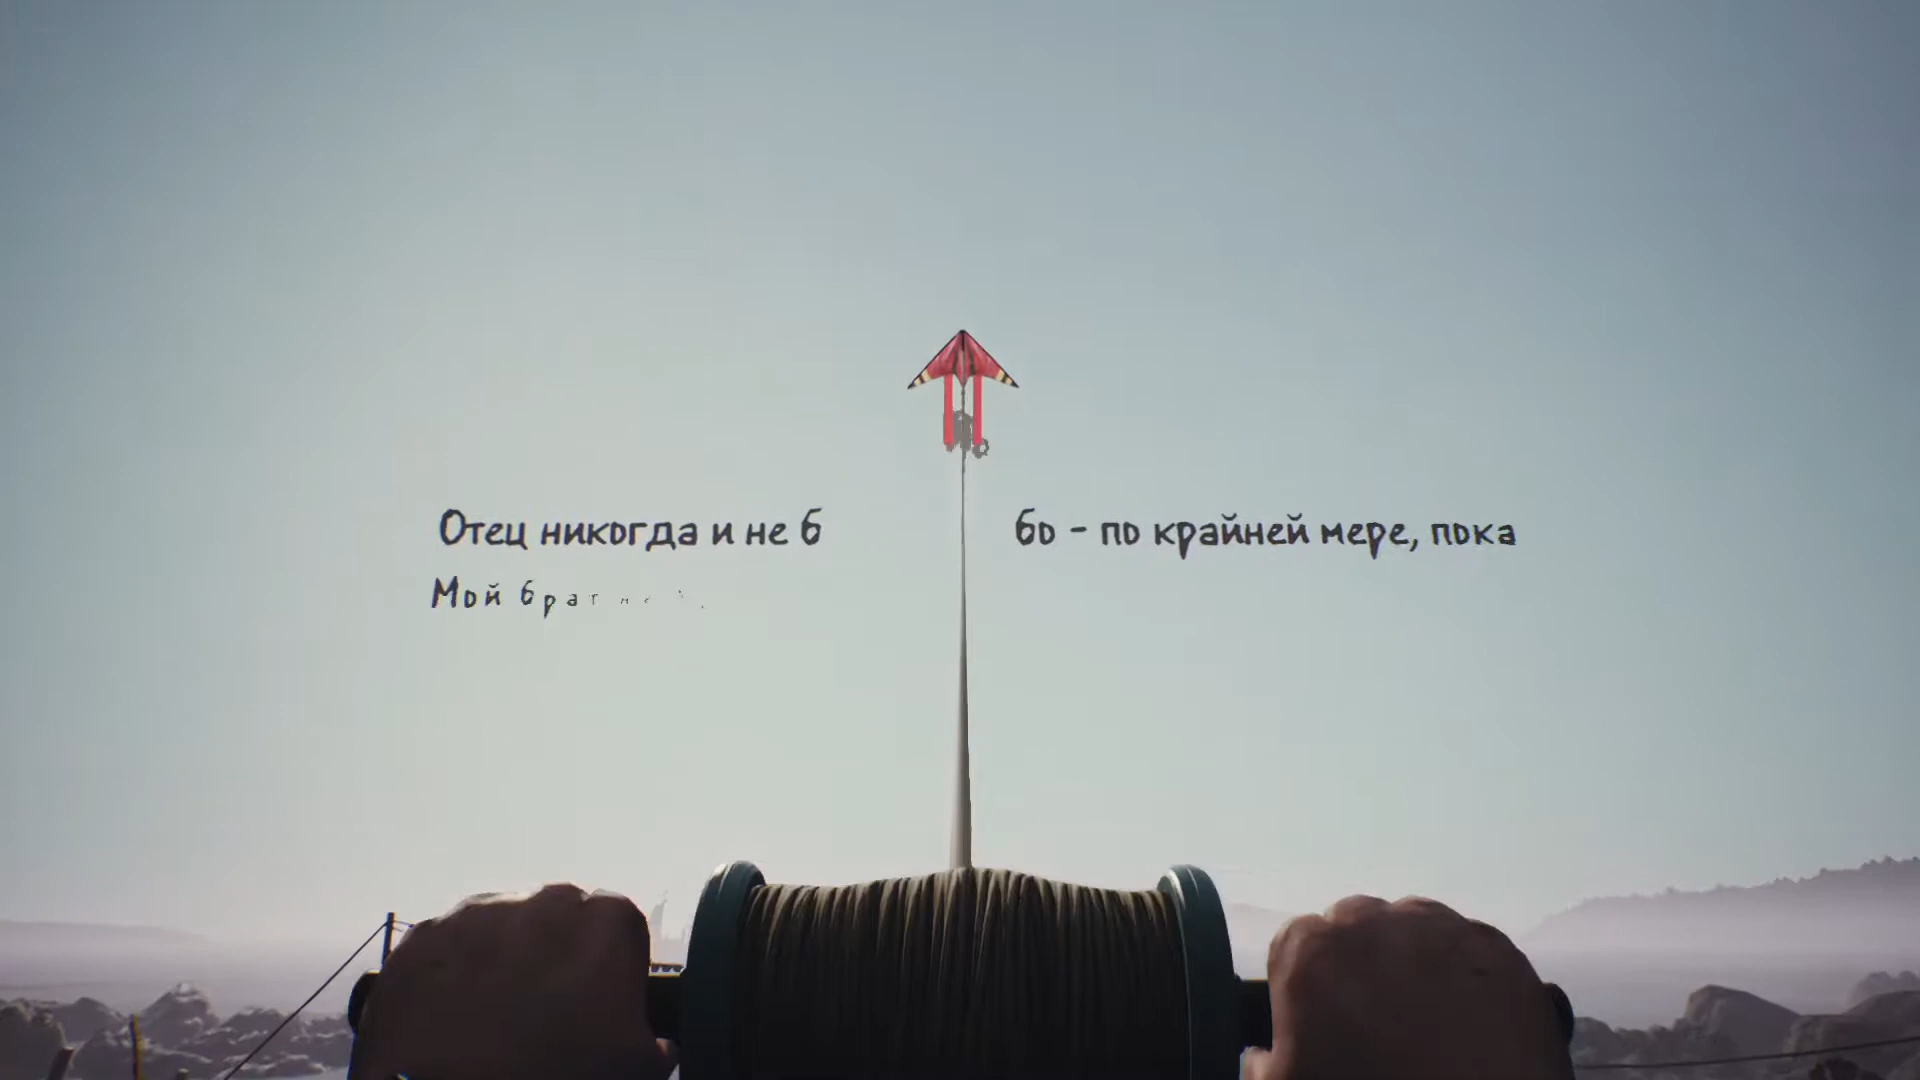 Отец никогда и не б бо - по крайней мере, пока
Мой брат